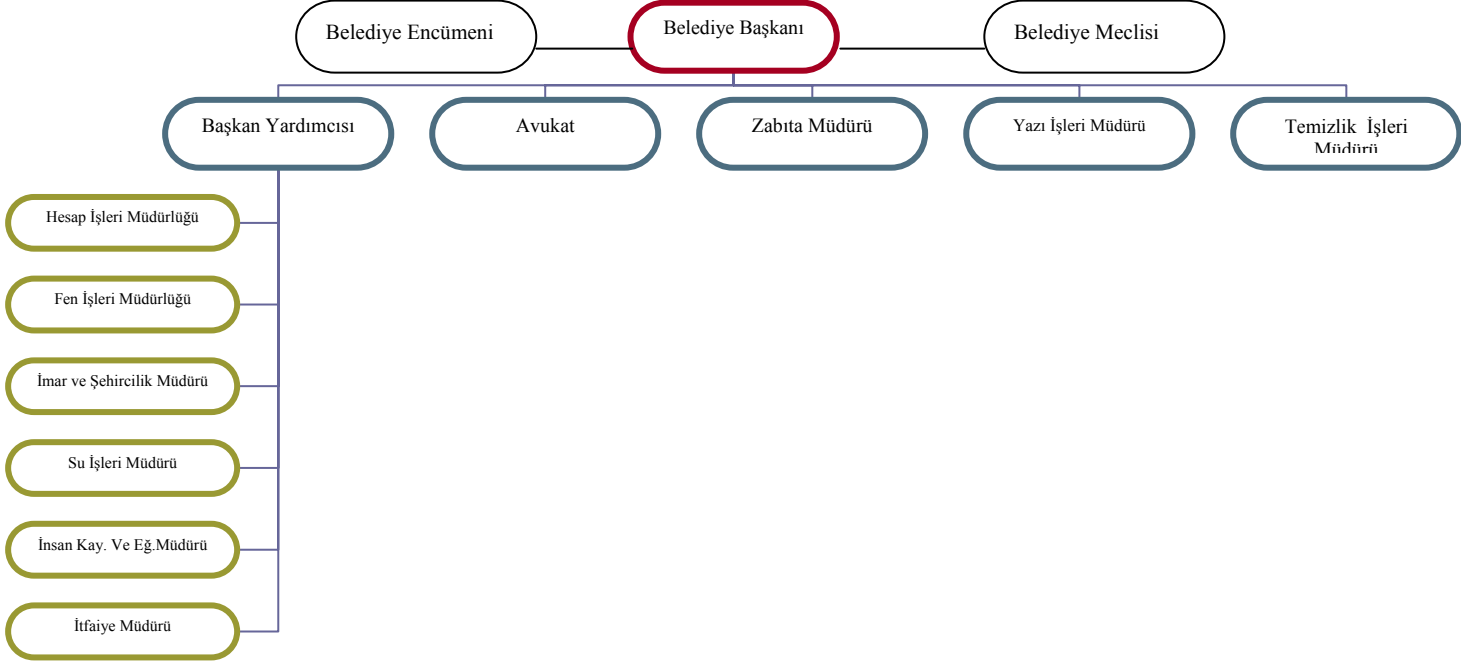 Belediye Encümeni
Belediye Başkanı
Belediye Meclisi
Başkan Yardımcısı
Avukat
Zabıta Müdürü
Yazı İşleri Müdürü
Temizlik İşleri
Müdürü
Hesap İşleri Müdürlüğü
Fen İşleri Müdürlüğü
İmar ve Şehircilik Müdürü
Su İşleri Müdürü
İnsan Kay. Ve Eğ.Müdürü
İtfaiye Müdürü